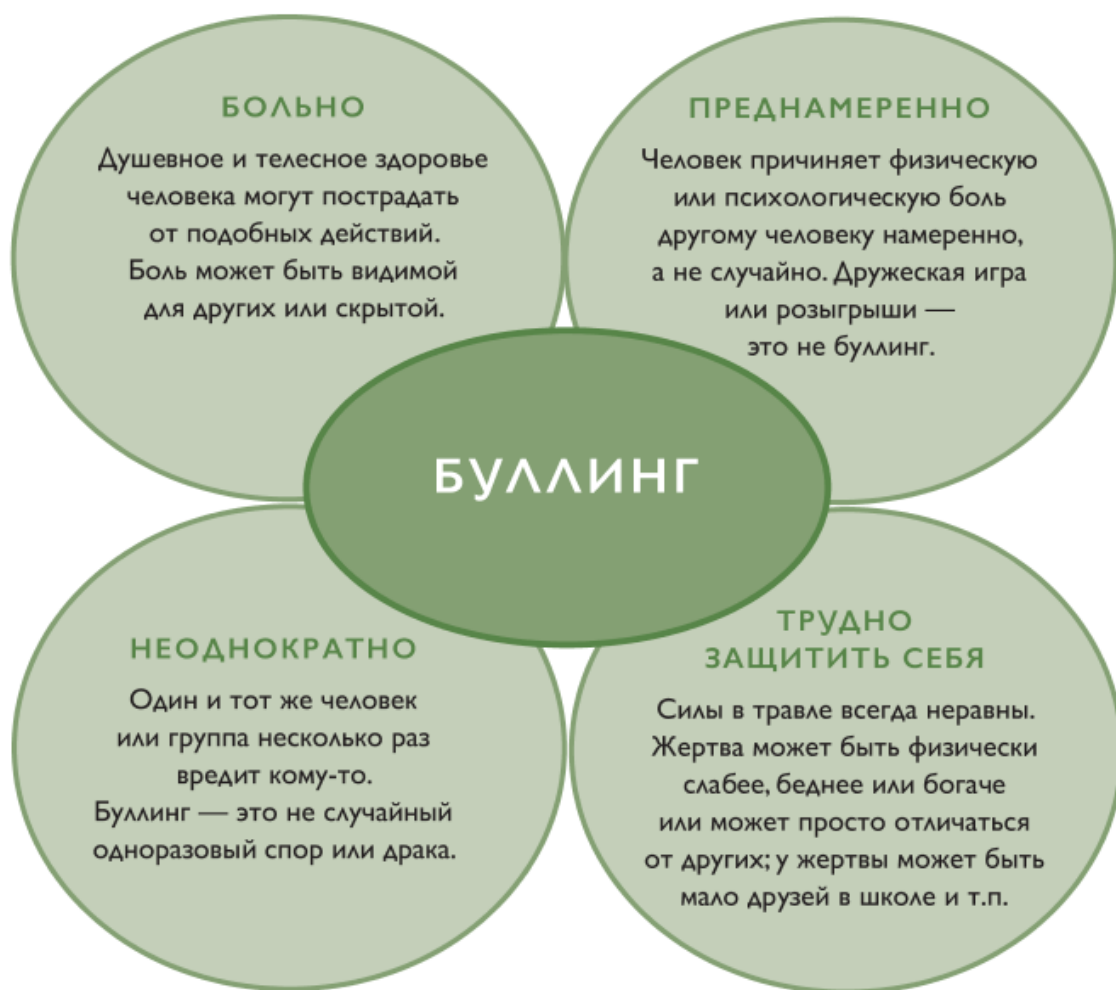 БОЛЬНО
Душевное и телесное здоровье
человека могут пострадать
от подобных действий.
Боль может быть видимой
для других или скрытой.
ПРЕДНАМЕРЕННО
Человек причиняет физическую
или психологическую боль
другому человеку намеренно,
а не случайно. Дружеская игра
или розыгрыши —
это не буллинг.
БУЛЛИНГ
НЕОДНОКРАТНО
Один и тот же человек
или группа несколько раз
вредит кому-то.
Буллинг — это не случайный
одноразовый спор или драка.
ТРУДНО
ЗАЩИТИТЬ СЕБЯ
Силы в травле всегда неравны.
Жертва может быть физически
слабее, беднее или богаче
или может просто отличаться
от других; у жертвы может быть
мало друзей в школе и т.п.